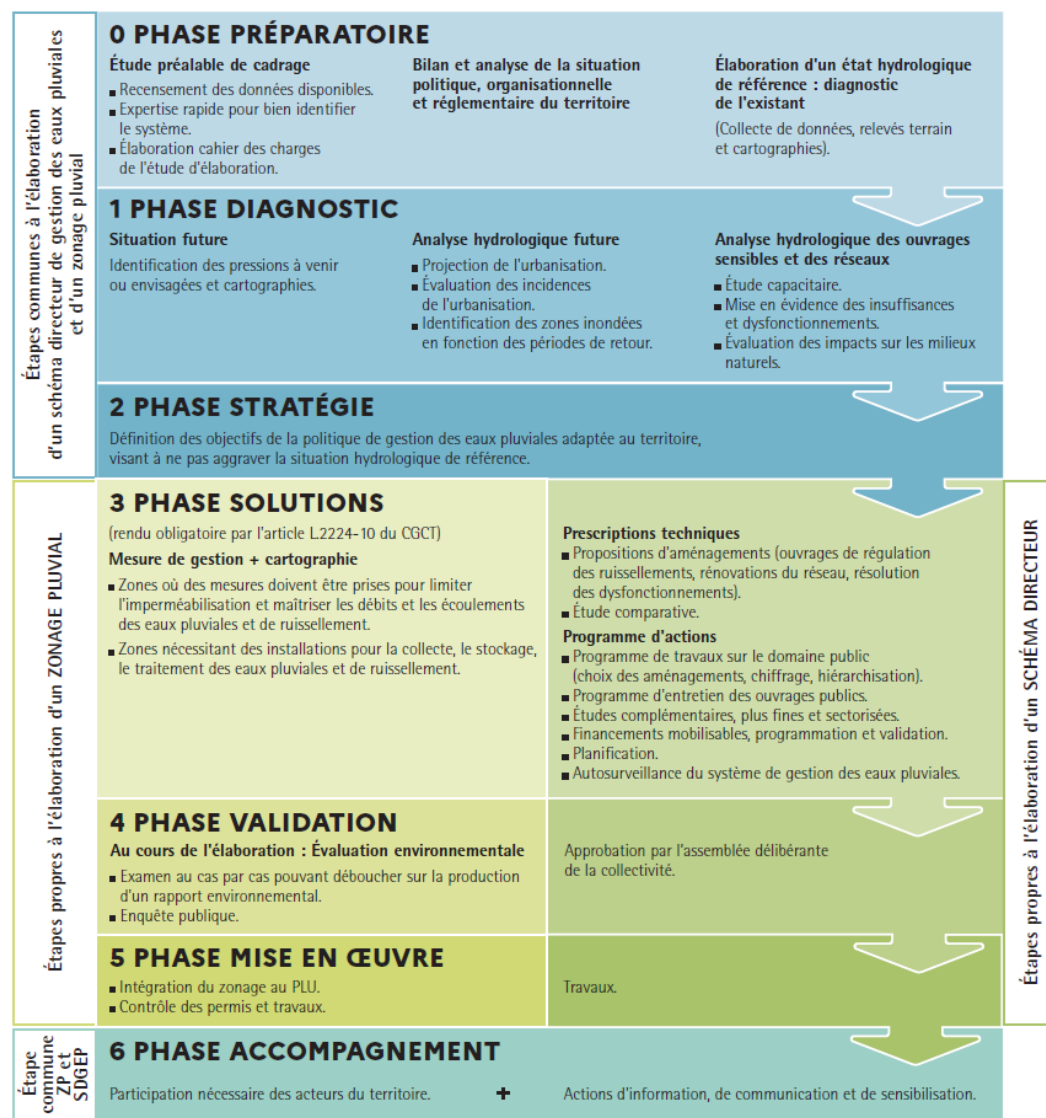 Étapes communes à l'élaboration
d'un schéma directeur de gestion des eaux pluviales
et d'un zonage pluvial
0 PHASE PRÉPARATOIRE
Étude préalable de cadrage
■ Recensement des données disponibles.
■ Expertise rapide pour bien identifier
le système.
■ Élaboration cahier des charges
de l'étude d'élaboration.
Bilan et analyse de la situation
politique, organisationnelle
et réglementaire du territoire
Élaboration d'un état hydrologique
de référence : diagnostic
de l'existant
(Collecte de données, relevés terrain
et cartographies).
1 PHASE DIAGNOSTIC
Situation future
Identification des pressions à venir
ou envisagées et cartographies.
Analyse hydrologique future
■ Projection de l'urbanisation.
■ Évaluation des incidences
de l'urbanisation.
■ Identification des zones inondées
en fonction des périodes de retour.
Analyse hydrologique des ouvrages
sensibles et des réseaux
■ Étude capacitaire.
■ Mise en évidence des insuffisances
et dysfonctionnements.
■ Évaluation des impacts sur les milieux
naturels.
2 PHASE STRATÉGIE
Définition des objectifs de la politique de gestion des eaux pluviales adaptée au territoire,
visant à ne pas aggraver la situation hydrologique de référence.
Étapes propres à l'élaboration d'un ZONAGE PLUVIAL
3 PHASE SOLUTIONS
(rendu obligatoire par l'article L.2224-10 du CGCT)
Mesure de gestion + cartographie
■ Zones où des mesures doivent être prises pour limiter
l'imperméabilisation et maîtriser les débits et les écoulements
des eaux pluviales et de ruissellement.
■ Zones nécessitant des installations pour la collecte, le stockage,
le traitement des eaux pluviales et de ruissellement.
Prescriptions techniques
■ Propositions d'aménagements (ouvrages de régulation
des ruissellements, rénovations du réseau, résolution
des dysfonctionnements).
■ Étude comparative.
Programme d'actions
■ Programme de travaux sur le domaine public
(choix des aménagements, chiffrage, hiérarchisation).
■ Programme d'entretien des ouvrages publics.
■ Études complémentaires, plus fines et sectorisées.
■ Financements mobilisables, programmation et validation.
■ Planification.
■ Autosurveillance du système de gestion des eaux pluviales.
4 PHASE VALIDATION
Au cours de l'élaboration : Évaluation environnementale
■ Examen au cas par cas pouvant déboucher sur la production
d'un rapport environnemental.
■ Enquête publique.
Approbation par l'assemblée délibérante
de la collectivité.
5 PHASE MISE EN ŒUVRE
■ Intégration du zonage au PLU.
■ Contrôle des permis et travaux.
Travaux.
Étapes propres à l'élaboration d'un SCHÉMA DIRECTEUR
Étape
commune
ZP et
SDGEP
6 PHASE ACCOMPAGNEMENT
Participation nécessaire des acteurs du territoire.
+
Actions d'information, de communication et de sensibilisation.